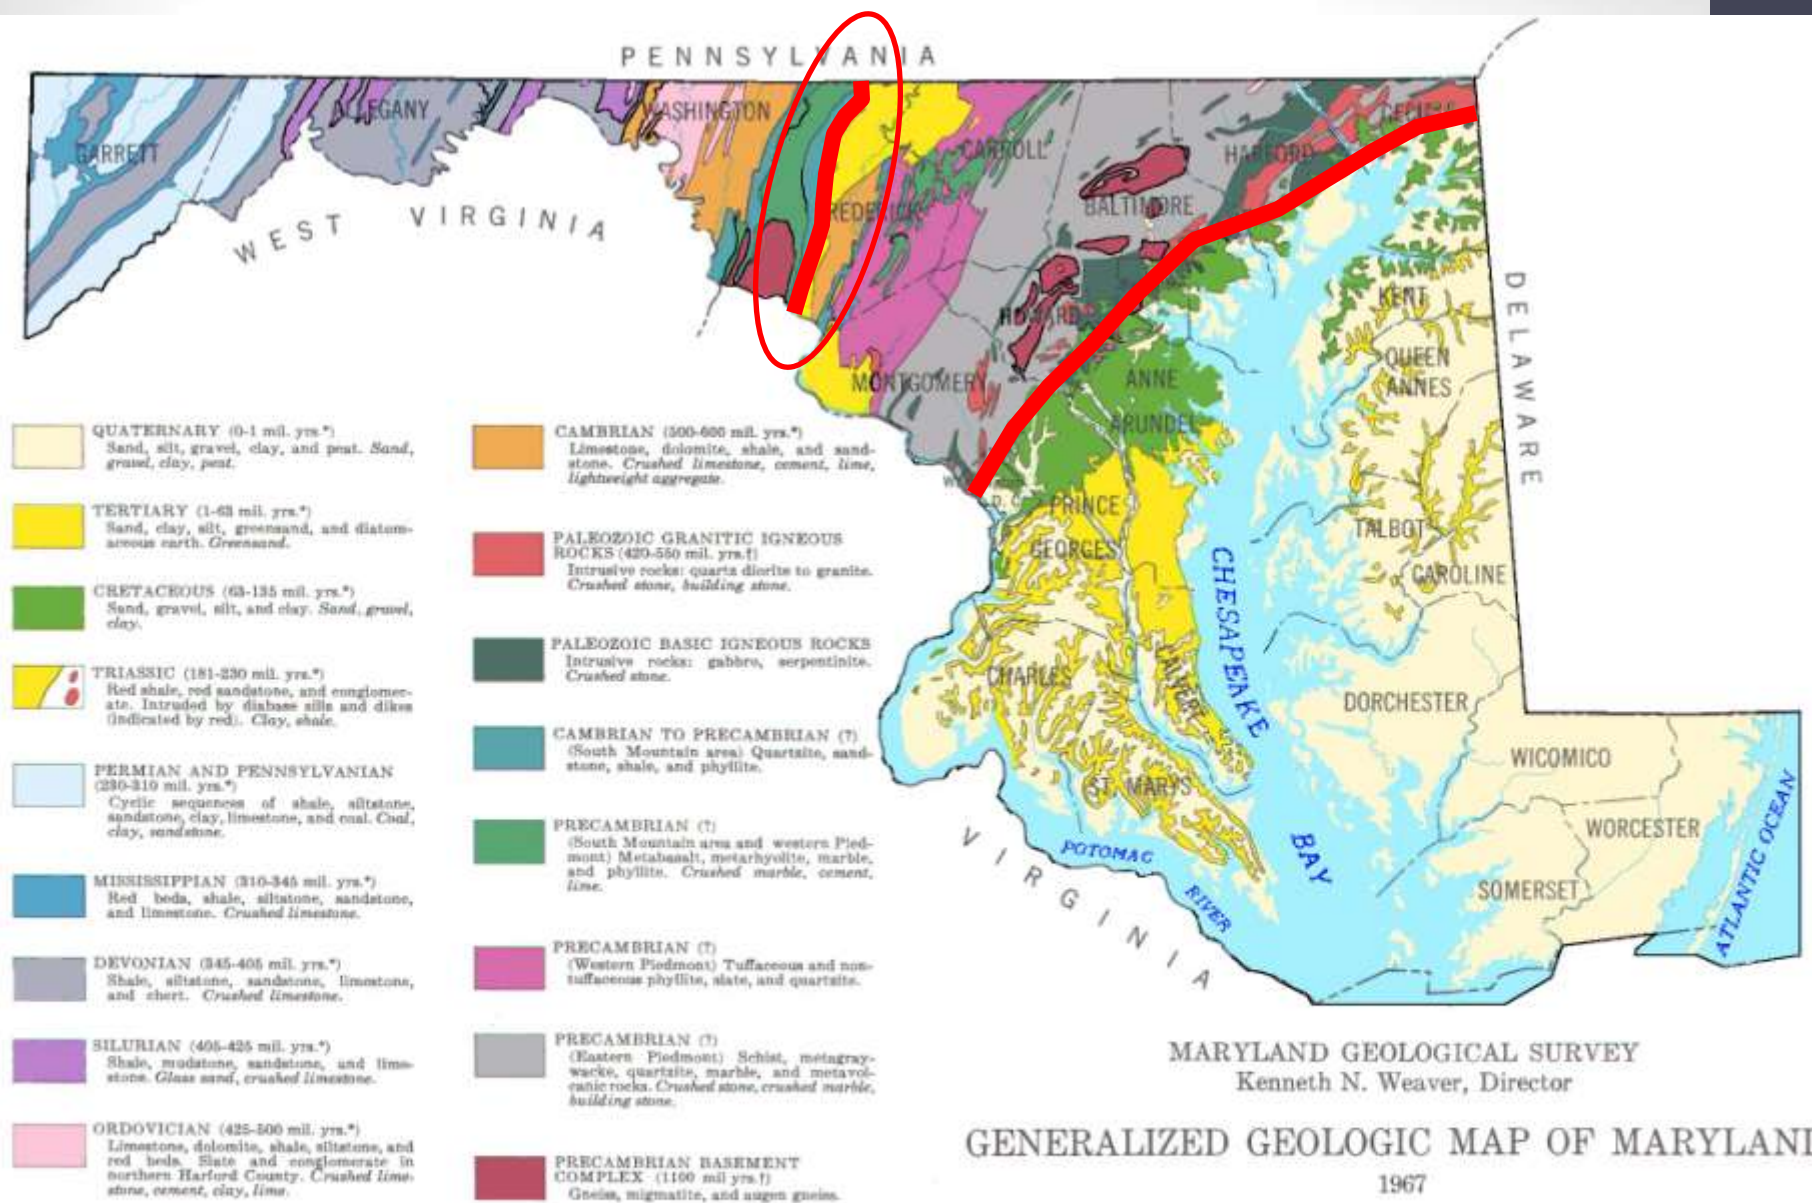 PENNSYLVANIA
GARRETT
ALLEGANY
WASHINGTON
CARROLL
HARFORD
BALTIMORE
WEST VIRGINIA
HOWARD
MONTGOMERY
ANNE
ARUNDEL
KENT
QUEEN
ANNES
DELAWARE
PRINCE
GEORGES
TALBOT
CAROLINE
CHESAPEAKE
BAY
CHARLES
CALVERT
ST. MARYS
DORCHESTER
WICOMICO
WORCESTER
SOMERSET
POTOMAC
RIVER
VIRGINIA
ATLANTIC OCEAN
QUATERNARY (0-1 mil. yrs.*)
Sand, silt, gravel, clay, and peat. Sand,
gravel, clay, peat.
TERTIARY (1-63 mil. yrs.*)
Sand, clay, silt, greensand, and diatom-
aceous earth. Greensand.
CRETACEOUS (63-135 mil. yrs.*)
Sand, gravel, silt, and clay. Sand, gravel,
clay.
TRIASSIC (181-230 mil. yrs.*)
Red shale, red sandstone, and conglomer-
ate. Intruded by diabase sills and dikes
(indicated by red). Clay, shale.
PERMIAN AND PENNSYLVANIAN
(230-310 mil. yrs.*)
Cyclic sequences of shale, siltstone,
sandstone, clay, limestone, and coal. Coal,
clay, sandstone.
MISSISSIPPIAN (310-345 mil. yrs.*)
Red beds, shale, siltstone, sandstone,
and limestone. Crushed limestone.
DEVONIAN (345-405 mil. yrs.*)
Shale, siltstone, sandstone, limestone,
and chert. Crushed limestone.
SILURIAN (405-425 mil. yrs.*)
Shale, mudstone, sandstone, and lime-
stone. Glass sand, crushed limestone.
ORDOVICIAN (425-500 mil. yrs.*)
Limestone, dolomite, shale, siltstone, and
red beds. Slate and conglomerate in
northern Harford County. Crushed lime-
stone, cement, clay, lime.
CAMBRIAN (500-600 mil. yrs.*)
Limestone, dolomite, shale, and sand-
stone. Crushed limestone, cement, lime,
lightweight aggregate.
PALEOZOIC GRANITIC IGNEOUS
ROCKS (420-550 mil. yrs.†)
Intrusive rocks: quartz diorite to granite.
Crushed stone, building stone.
PALEOZOIC BASIC IGNEOUS ROCKS
Intrusive rocks: gabbro, serpentinite.
Crushed stone.
CAMBRIAN TO PRECAMBRIAN (?)
(South Mountain area) Quartzite, sand-
stone, shale, and phyllite.
PRECAMBRIAN (?)
(South Mountain area and western Pied-
mont) Metabasalt, metarhyolite, marble,
and phyllite. Crushed marble, cement,
lime.
PRECAMBRIAN (?)
(Western Piedmont) Tuffaceous and non-
tuffaceous phyllite, slate, and quartzite.
PRECAMBRIAN (?)
(Eastern Piedmont) Schist, metagray-
wacke, quartzite, marble, and metavol-
canic rocks. Crushed stone, crushed marble,
building stone.
PRECAMBRIAN BASEMENT
COMPLEX (1100 mil yrs.†)
Gneiss, migmatite, and augen gneiss.
MARYLAND GEOLOGICAL SURVEY
Kenneth N. Weaver, Director
GENERALIZED GEOLOGIC MAP OF MARYLAN
1967